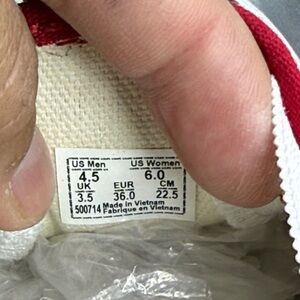 US Men US Women
4.5 6.0
UK EUR CM
3.5 36.0 22.5
500714 Made in Vietnam
Fabrique en Vietnam